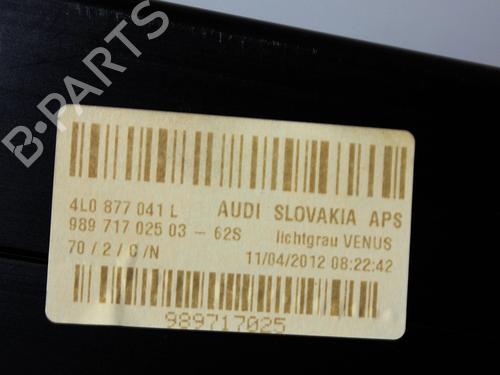 B-PARTS
4L0 877 041 L AUDI SLOVAKIA APS
989 717 025 03 - 62S lichtgrau VENUS
70 / 2 / C /N 11/04/2012 08:22:42
989717025